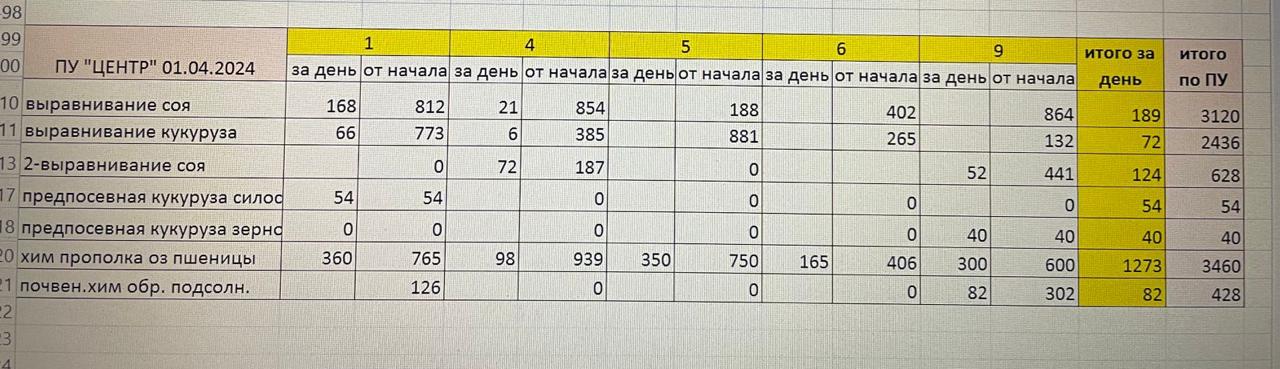 98
99 1 4 5 6 9 итого за итого
00 ПУ "ЦЕНТР" 01.04.2024 за день от начала за день от начала за день от начала за день от начала за день от начала день по ПУ
10 выравнивание соя 168 812 21 854 188 402 864 189 3120
11 выравнивание кукуруза 66 773 6 385 881 265 132 72 2436
13 2-выравнивание соя 0 72 187 0 52 441 124 628
17 предпосевная кукуруза силос 54 54 0 0 0 0 54 54
18 предпосевная кукуруза зерно 0 0 0 0 0 40 40 40 40
20 хим прополка оз пшеницы 360 765 98 939 350 750 165 406 300 600 1273 3460
21 почвен.хим обр. подсолн. 126 0 0 0 82 302 82 428
22
23
24